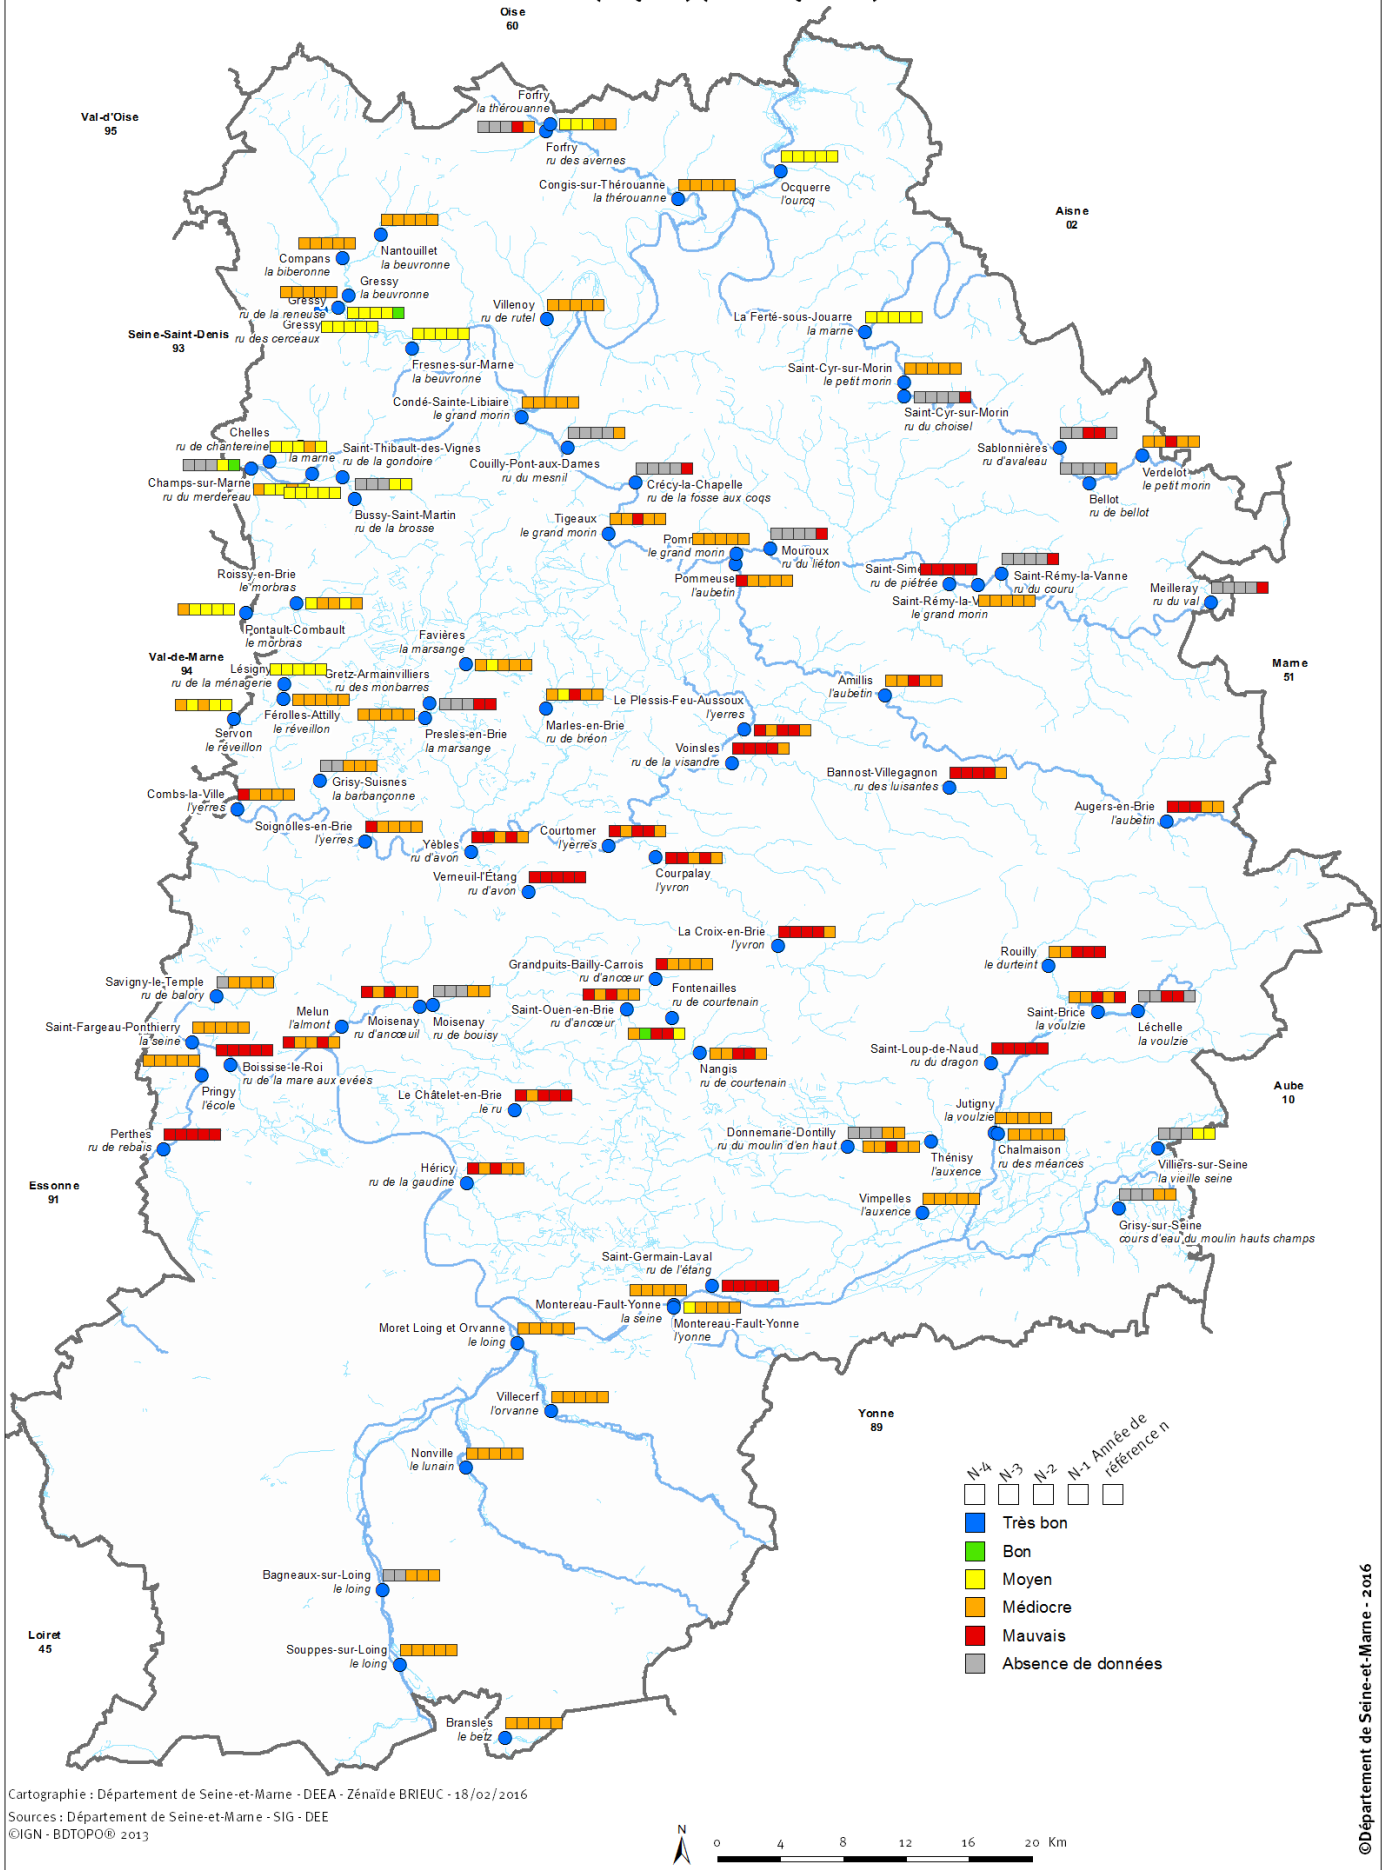 Oise
60
Forfry
la thérouanne
Val-d'Oise
95
Forfry
ru des avernes
Congis-sur-Thérouanne
la thérouanne
Ocquerre
l'ourcq
Aisne
02
Nantouillet
la beuvronne
Compans
la biberonne
Gressy
la beuvronne
Gressy
ru de la reneuse
Gressy
ru des cerceaux
Villenoy
ru de rutel
La Ferté-sous-Jouarre
la marne
Seine-Saint-Denis
93
Fresnes-sur-Marne
la beuvronne
Saint-Cyr-sur-Morin
le petit morin
Condé-Sainte-Libiaire
le grand morin
Saint-Cyr-sur-Morin
ru du choisel
Chelles
ru de chantereine
la marne
Saint-Thibault-des-Vignes
ru de la gondoire
Couilly-Pont-aux-Dames
ru du mesnil
Sablonnières
ru d'avaleau
Verdelot
le petit morin
Champs-sur-Marne
ru du merdereau
Crécy-la-Chapelle
ru de la fosse aux coqs
Bellot
ru de bellot
Bussy-Saint-Martin
ru de la brosse
Tigeaux
le grand morin
Pomm
le grand morin
Mouroux
ru du liéton
Pommeuse
l'aubetin
Saint-Sime
ru de piétrée
Saint-Rémy-la-Vanne
ru du couru
Saint-Rémy-la-V
le grand morin
Meilleray
ru du val
Roissy-en-Brie
le morbras
Pontault-Combault
le morbras
Favières
la marsange
Val-de-Marne
94
Marne
51
Lésigny
ru de la ménagerie
Gretz-Armainvilliers
ru des monbarres
Amillis
l'aubetin
Le Plessis-Feu-Aussoux
l'yerres
Férolles-Attilly
le réveillon
Servon
le réveillon
Presles-en-Brie
la marsange
Marles-en-Brie
ru de bréon
Voinsles
ru de la visandre
Bannost-Villegagnon
ru des luisantes
Grisy-Suisnes
la barbançonne
Combs-la-Ville
l'yerres
Augers-en-Brie
l'aubetin
Soignolles-en-Brie
l'yerres
Yèbles
ru d'avon
Courtomer
l'yerres
Courpalay
l'yvron
Verneuil-l'Étang
ru d'avon
La Croix-en-Brie
l'yvron
Rouilly
le durteint
Grandpuits-Bailly-Carrois
ru d'ancœur
Savigny-le-Temple
ru de balory
Fontenailles
ru de courtenain
Saint-Ouen-en-Brie
ru d'ancœur
Moisenay
ru d'ancœuil
Moisenay
ru de bouisy
Melun
l'almont
Saint-Brice
la voulzie
Léchelle
la voulzie
Saint-Fargeau-Ponthierry
la seine
Saint-Loup-de-Naud
ru du dragon
Boissise-le-Roi
ru de la mare aux evées
Nangis
ru de courtenain
Pringy
l'école
Le Châtelet-en-Brie
le ru
Aube
10
Jutigny
la voulzie
Perthes
ru de rebais
Donnemarie-Dontilly
ru du moulin d'en haut
Thénisy
l'auxence
Chalmaison
ru des méances
Villiers-sur-Seine
la vieille seine
Essonne
91
Héricy
ru de la gaudine
Vimpelles
l'auxence
Grisy-sur-Seine
cours d'eau du moulin hauts champs
Saint-Germain-Laval
ru de l'étang
Montereau-Fault-Yonne
la seine
Montereau-Fault-Yonne
l'yonne
Moret Loing et Orvanne
le loing
Villecerf
l'orvanne
Yonne
89
Nonville
le lunain
N-4
N-3
N-2
N-1
Année de
référence n
Très bon
Bon
Moyen
Médiocre
Mauvais
Absence de données
Bagneaux-sur-Loing
le loing
Loiret
45
Souppes-sur-Loing
le loing
Bransles
le betz
Cartographie : Département de Seine-et-Marne - DEEA - Zénaïde BRIEUC - 18/02/2016
Sources : Département de Seine-et-Marne - SIG - DEE
©IGN - BDTOPO® 2013
N
0 4 8 12 16 20 Km
©Département de Seine-et-Marne - 2016